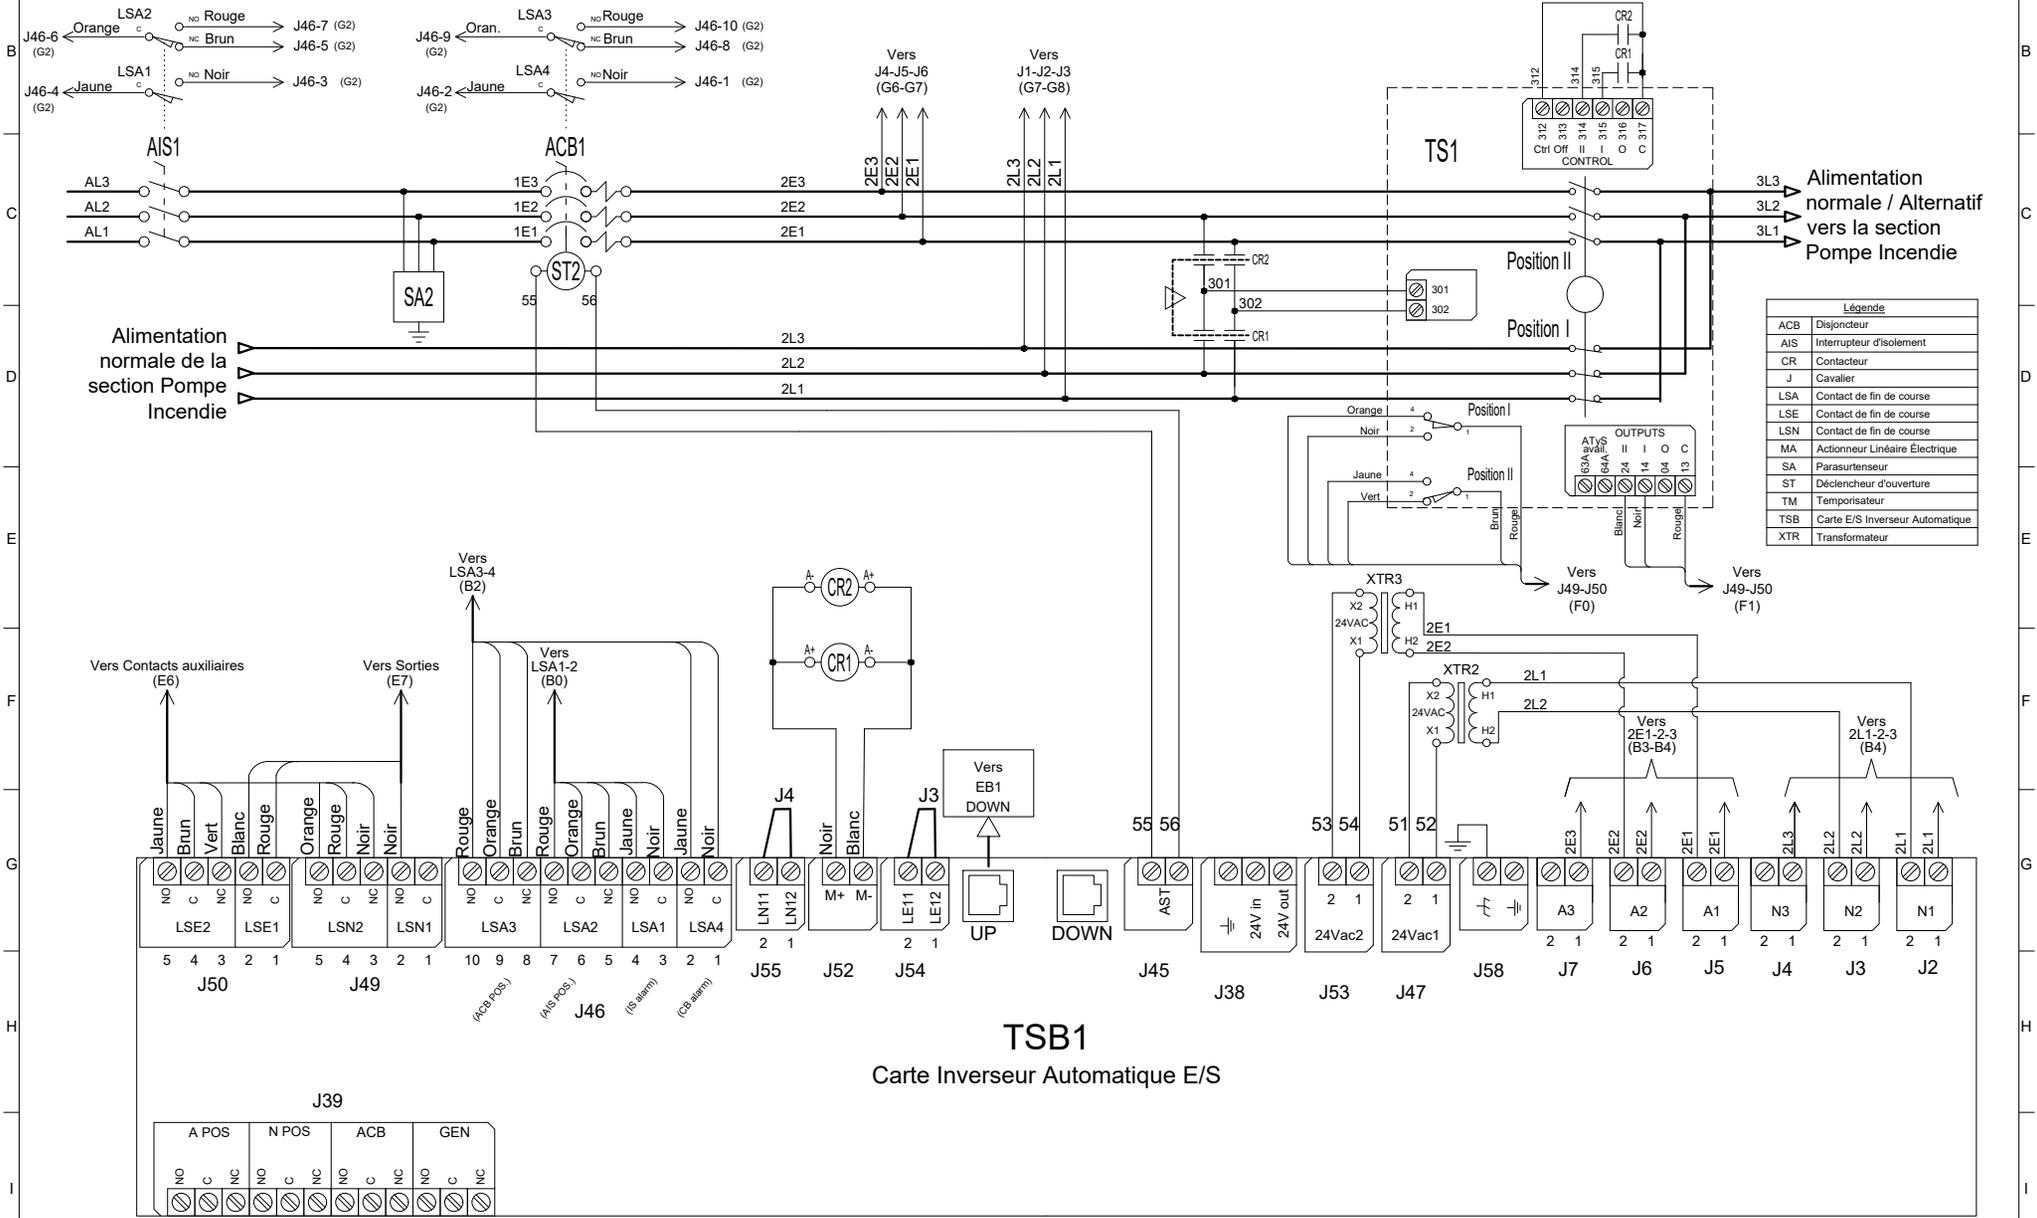 LSA2
NO Rouge
J46-7 (G2)
J46-6
(G2)
Orange
C
NC Brun
J46-5 (G2)
LSA1
NO Noir
J46-3 (G2)
J46-4
(G2)
Jaune
C
LSA3
NO Rouge
J46-10 (G2)
J46-9
(G2)
Oran.
C
NC Brun
J46-8 (G2)
LSA4
NO Noir
J46-1 (G2)
J46-2
(G2)
Jaune
C
Vers
J4-J5-J6
(G6-G7)
Vers
J1-J2-J3
(G7-G8)
2E3
2E2
2E1
2L3
2L2
2L1
CR2
CR1
312
314
315
312
313
314
315
316
317
Ctrl
Off
II
I
O
C
CONTROL
TS1
AIS1
ACB1
AL3
AL2
AL1
1E3
1E2
1E1
2E3
2E2
2E1
3L3
3L2
3L1
Alimentation
normale / Alternatif
vers la section
Pompe Incendie
SA2
ST2
55
56
CR2
301
302
CR1
301
302
Position II
Position I
Alimentation
normale de la
section Pompe
Incendie
2L3
2L2
2L1
Légende
ACB Disjoncteur
AIS Interrupteur d'isolement
CR Contacteur
J Cavalier
LSA Contact de fin de course
LSE Contact de fin de course
LSN Contact de fin de course
MA Actionneur Linéaire Électrique
SA Parasurtenseur
ST Déclencheur d'ouverture
TM Temporisateur
TSB Carte E/S Inverseur Automatique
XTR Transformateur
Orange
4
Position I
Noir
2
1
Jaune
4
Position II
Vert
2
1
Brun
Rouge
OUTPUTS
ATyS
avail.
II
I
O
C
63A
64A
24
14
04
13
Blanc
Noir
Rouge
Vers
J49-J50
(F0)
Vers
J49-J50
(F1)
Vers
LSA3-4
(B2)
A-
CR2
A+
A+
CR1
A-
XTR3
X2
24VAC
X1
H1
H2
2E1
2E2
XTR2
X2
24VAC
X1
H1
H2
2L1
2L2
Vers Contacts auxiliaires
(E6)
Vers Sorties
(E7)
Vers
LSA1-2
(B0)
Vers
EB1
DOWN
Vers
2E1-2-3
(B3-B4)
Vers
2L1-2-3
(B4)
Jaune
Brun
Vert
Blanc
Rouge
Orange
Rouge
Noir
Noir
Rouge
Orange
Brun
Rouge
Orange
Brun
Jaune
Noir
Jaune
Noir
J4
Noir
Blanc
J3
55
56
53
54
51
52
2E3
2E2
2E2
2E1
2E1
2L3
2L2
2L2
2L1
2L1
NO
C
NC
NO
C
LSE2
LSE1
5 4 3 2 1
J50
NO
C
NC
NO
C
LSN2
LSN1
5 4 3 2 1
J49
NO
C
NC
NO
C
NC
NO
C
NO
C
LSA3
LSA2
LSA1
LSA4
10 9 8 7 6 5 4 3 2 1
(ACB POS.)
(AIS POS.)
(IS alarm)
(CB alarm)
J46
LN11
LN12
2 1
J55
M+ M-
J52
LE11
LE12
2 1
J54
UP
DOWN
AST
J45
24V in
24V out
J38
2 1
24Vac2
J53
2 1
24Vac1
J47
J58
A3
2 1
J7
A2
2 1
J6
A1
2 1
J5
N3
2 1
J4
N2
2 1
J3
N1
2 1
J2
TSB1
Carte Inverseur Automatique E/S
J39
A POS
N POS
ACB
GEN
NO
C
NC
NO
C
NC
NO
C
NC
NO
C
NC
B
C
D
E
F
G
H
I
B
C
D
E
F
G
H
I